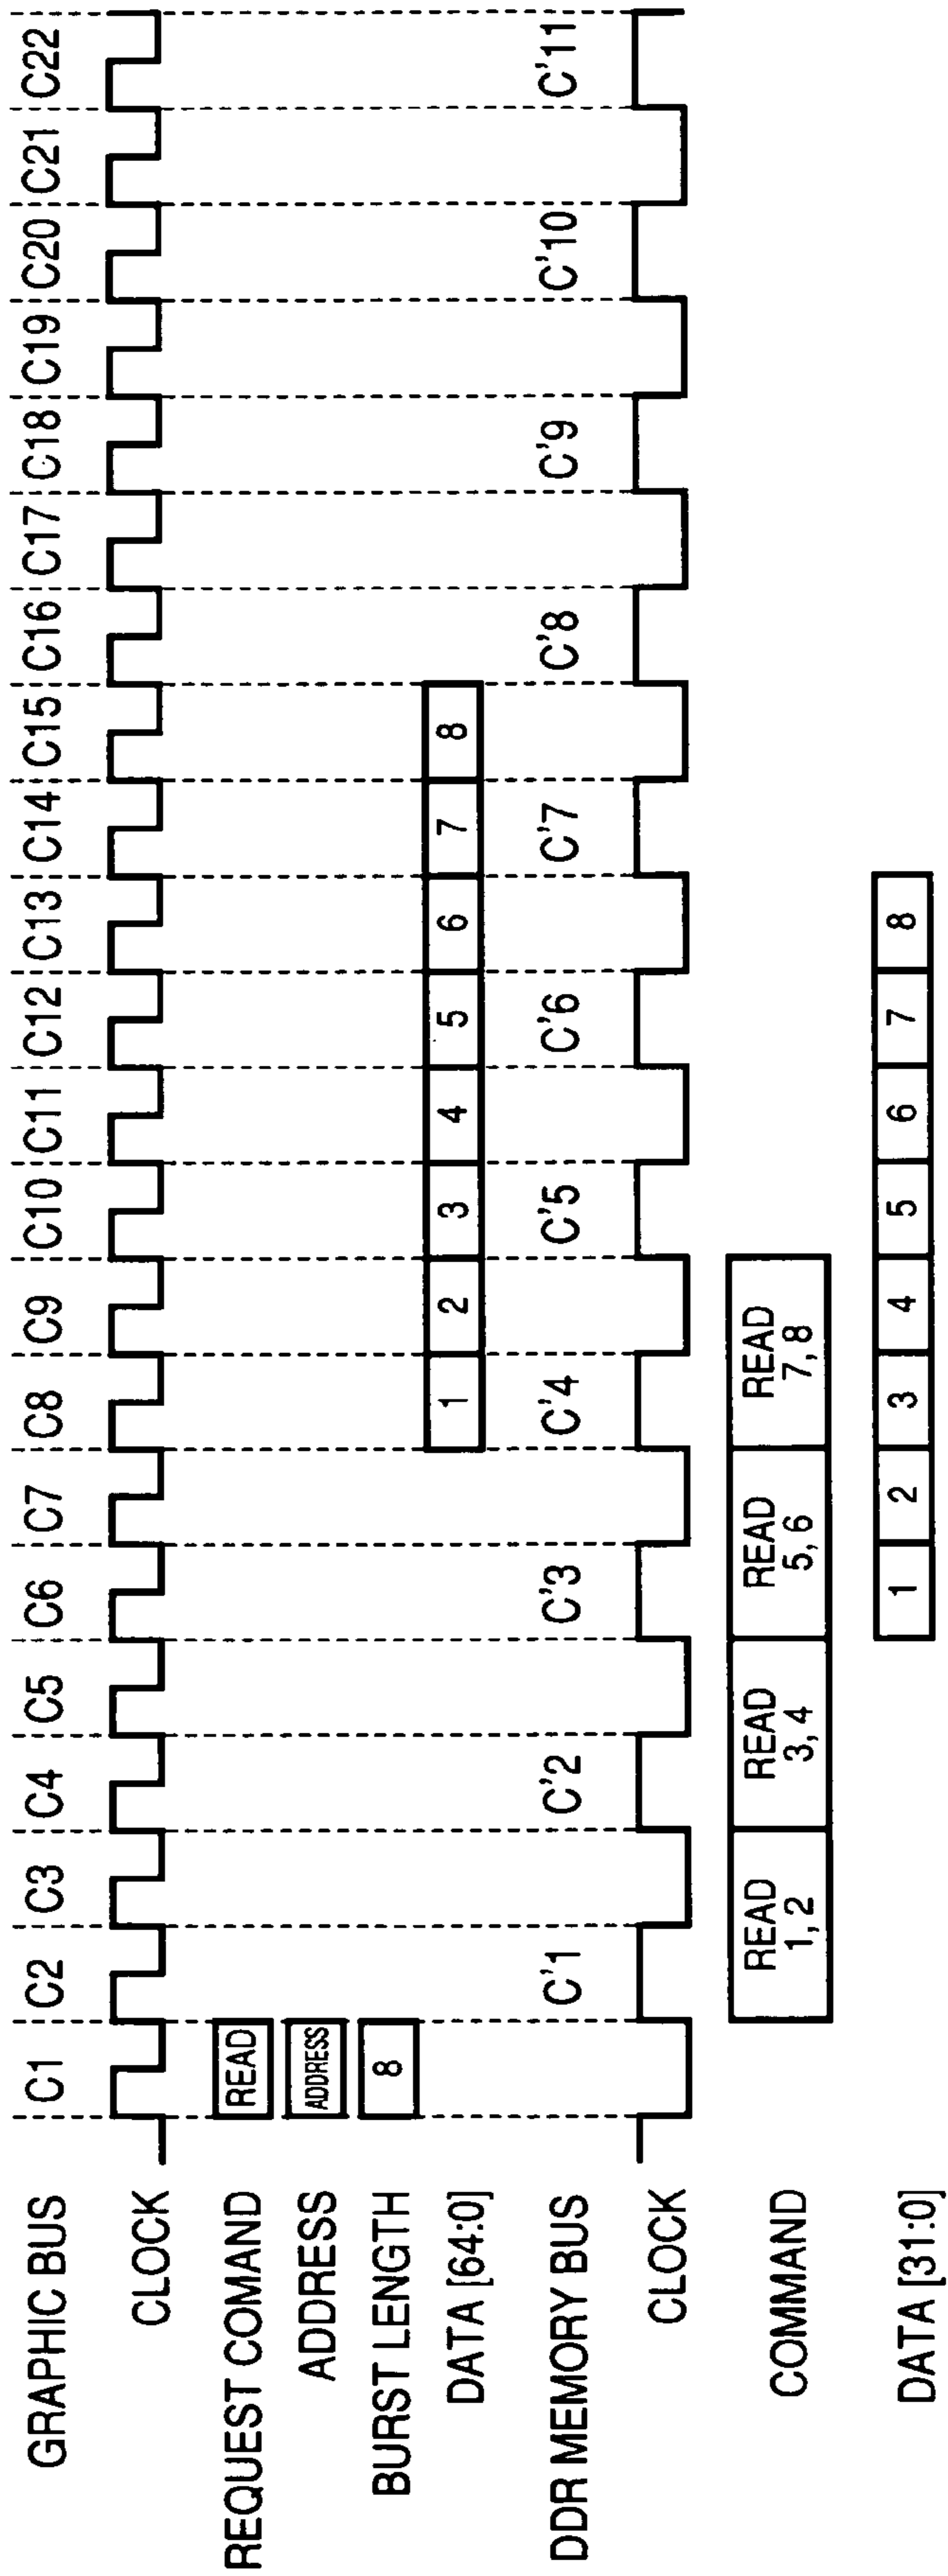 GRAPHIC BUS C1 C2 C3 C4 C5 C6 C7 C8 C9 C10 C11 C12 C13 C14 C15 C16 C17 C18 C19 C20 C21 C22
CLOCK
REQUEST COMAND READ
ADDRESS ADDRESS
BURST LENGTH 8
DATA [64:0] 1 2 3 4 5 6 7 8
DDR MEMORY BUS C'1 C'2 C'3 C'4 C'5 C'6 C'7 C'8 C'9 C'10 C'11
CLOCK
COMMAND READ READ READ READ
1, 2 3, 4 5, 6 7, 8
DATA [31:0] 1 2 3 4 5 6 7 8